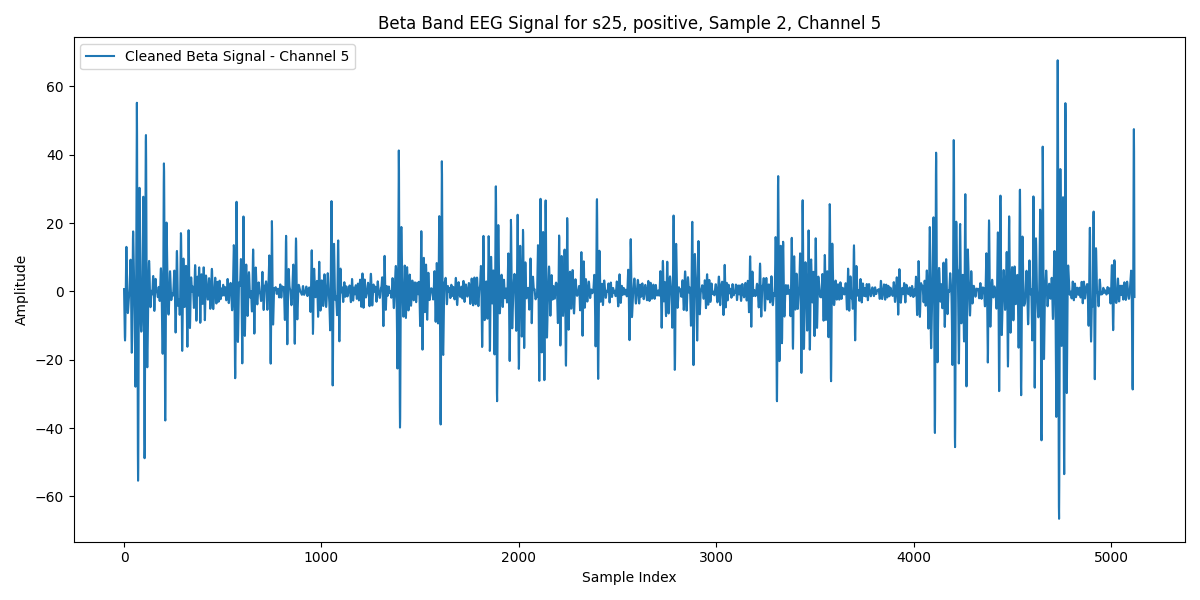 Beta Band EEG Signal for s25, positive, Sample 2, Channel 5
Cleaned Beta Signal - Channel 5
Amplitude
60
40
20
0
−20
−40
−60
0 1000 2000 3000 4000 5000
Sample Index